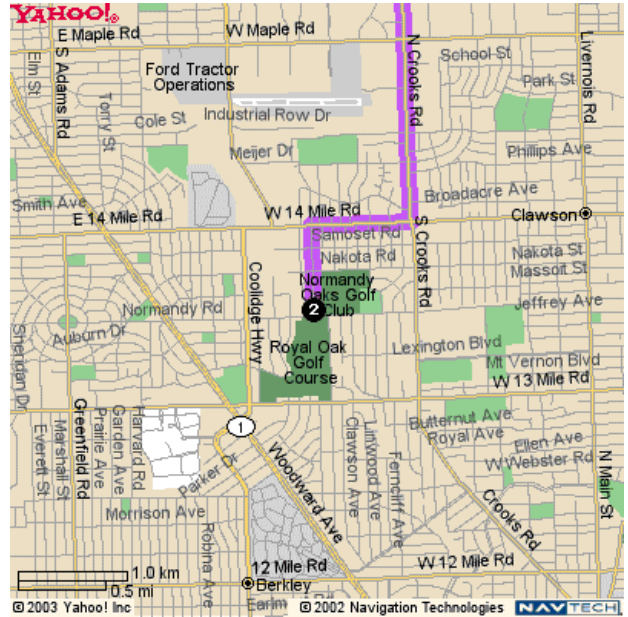 YAHOO!®
E Maple Rd
W Maple Rd
N Crooks Rd
School St
Livernois Rd
Elm St
S Adams Rd
Ford Tractor
Operations
Park St
Torry St
Cole St
Industrial Row Dr
Meijer Dr
Phillips Ave
Smith Ave
Broadacre Ave
E 14 Mile Rd
W 14 Mile Rd
Clawson
Samoset Rd
S Crooks Rd
Nakota Rd
Nakota St
Massoit St
Coolidge Hwy
Normandy
Oaks Golf
Club
2
Normandy Rd
Jeffrey Ave
Sheridan Dr
Auburn Dr
Royal Oak
Golf
Course
Lexington Blvd
Mt Vernon Blvd
W 13 Mile Rd
Greenfield Rd
Harvard Rd
Garden Ave
Prairie Ave
Marshall St
Everett St
1
Butternut Ave
Royal Ave
Clawson Ave
Linwood Ave
Ferncliff Ave
Ellen Ave
W Webster Rd
Parker Dr
Woodward Ave
Crooks Rd
N Main St
Morrison Ave
Robina Ave
12 Mile Rd
W 12 Mile Rd
1.0 km
0.5 mi
Berkley
©2003 Yahoo! Inc
©2002 Navigation Technologies
NAVTECH